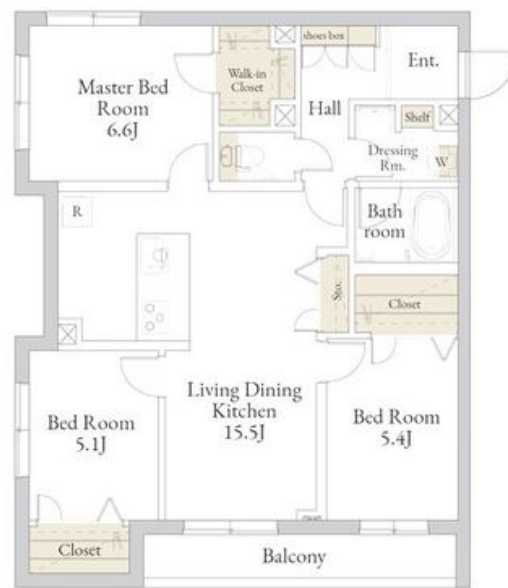 shoes box
Ent.
Master Bed
Room
6.6J
Walk-in
Closet
Hall
Shelf
Dressing
Rm.
W
R
Bath
room
Sto.
Closet
Living Dining
Kitchen
15.5J
Bed Room
5.1J
Bed Room
5.4J
Closet
Balcony